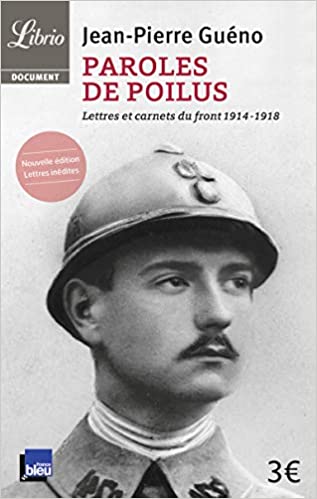 Librio
DOCUMENT
Jean-Pierre Guéno
PAROLES
DE POILUS
Lettres et carnets du front 1914-1918
Nouvelle édition
Lettres inédites
france
bleu
3€